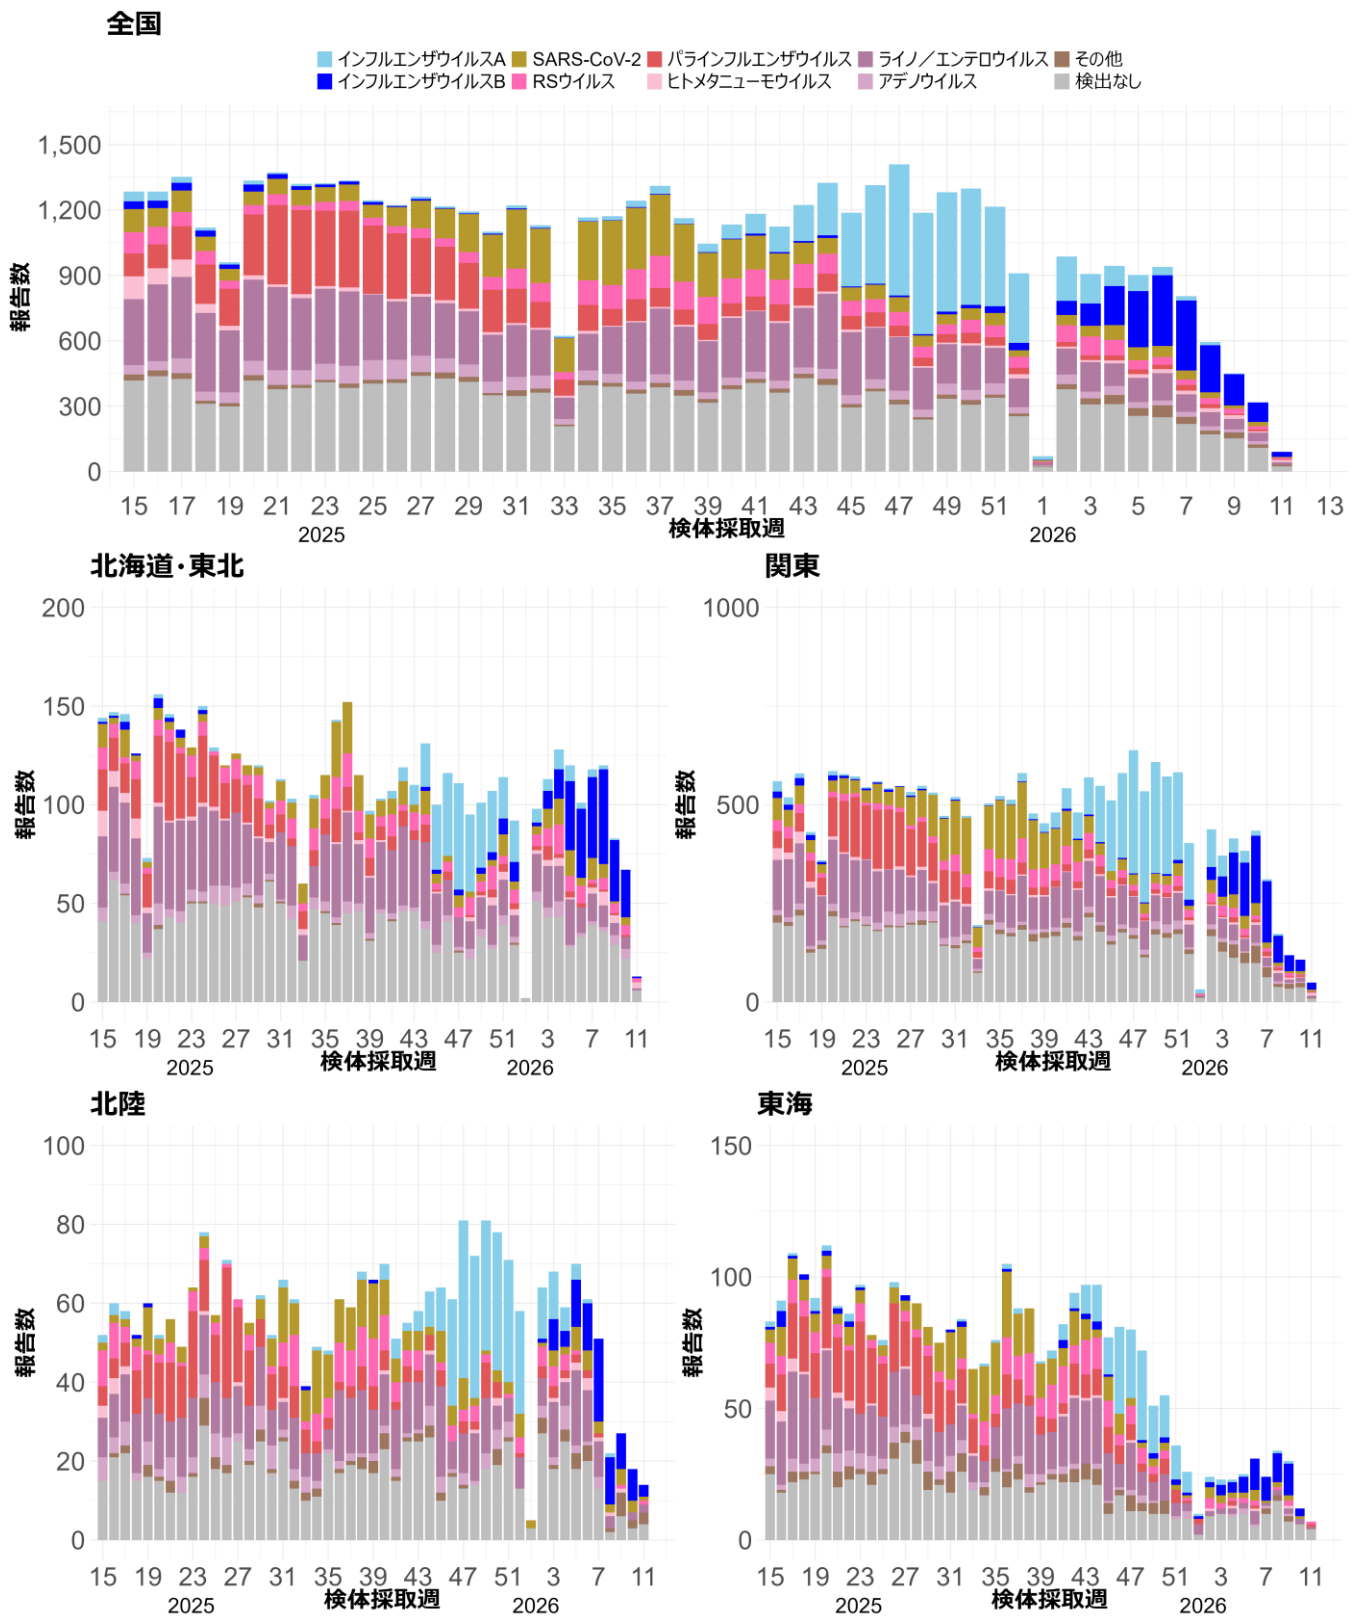 全国
インフルエンザウイルスA SARS-CoV-2 パラインフルエンザウイルス ライノ／エンテロウイルス その他
インフルエンザウイルスB RSウイルス ヒトメタニューモウイルス アデノウイルス 検出なし
報告数
1,500
1,200
900
600
300
0
15 17 19 21 23 25 27 29 31 33 35 37 39 41 43 45 47 49 51 1 3 5 7 9 11 13
2025 検体採取週 2026
北海道・東北
報告数
200
150
100
50
0
15 19 23 27 31 35 39 43 47 51 3 7 11
2025 検体採取週 2026
関東
報告数
1000
500
0
15 19 23 27 31 35 39 43 47 51 3 7 11
2025 検体採取週 2026
北陸
報告数
100
80
60
40
20
0
15 19 23 27 31 35 39 43 47 51 3 7 11
2025 検体採取週 2026
東海
報告数
150
100
50
0
15 19 23 27 31 35 39 43 47 51 3 7 11
2025 検体採取週 2026